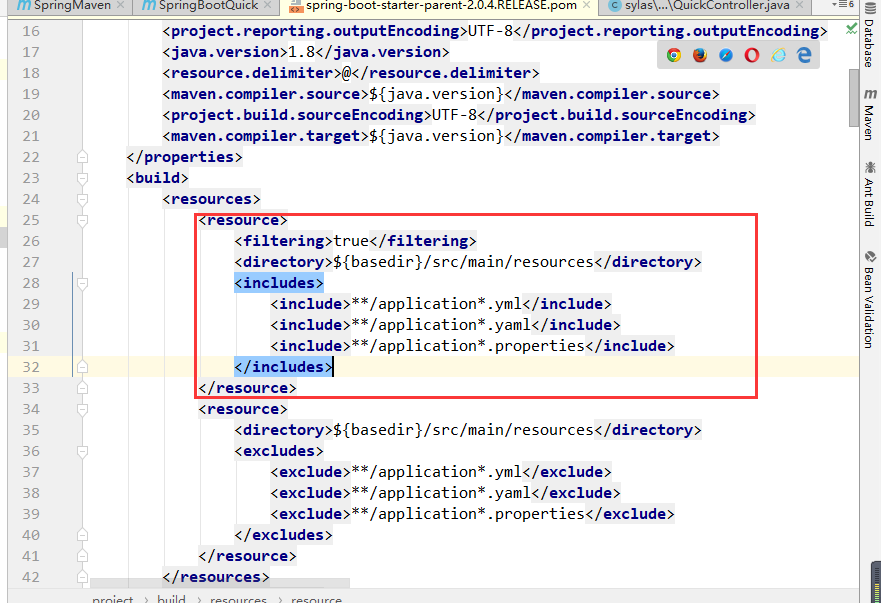 SpringMaven SpringBootQuick spring-boot-starter-parent-2.0.4.RELEASE.pom sylas\...\QuickController.java 6
16 <project.reporting.outputEncoding>UTF-8</project.reporting.outputEncoding>
17 <java.version>1.8</java.version>
18 <resource.delimiter>@</resource.delimiter>
19 <maven.compiler.source>${java.version}</maven.compiler.source>
20 <project.build.sourceEncoding>UTF-8</project.build.sourceEncoding>
21 <maven.compiler.target>${java.version}</maven.compiler.target>
22 </properties>
23 <build>
24 <resources>
25 <resource>
26 <filtering>true</filtering>
27 <directory>${basedir}/src/main/resources</directory>
28 <includes>
29 <include>**/application*.yml</include>
30 <include>**/application*.yaml</include>
31 <include>**/application*.properties</include>
32 </includes>
33 </resource>
34 <resource>
35 <directory>${basedir}/src/main/resources</directory>
36 <excludes>
37 <exclude>**/application*.yml</exclude>
38 <exclude>**/application*.yaml</exclude>
39 <exclude>**/application*.properties</exclude>
40 </excludes>
41 </resource>
42 </resources>
project › build › resources › resource
Database
Maven
Ant Build
Bean Validation